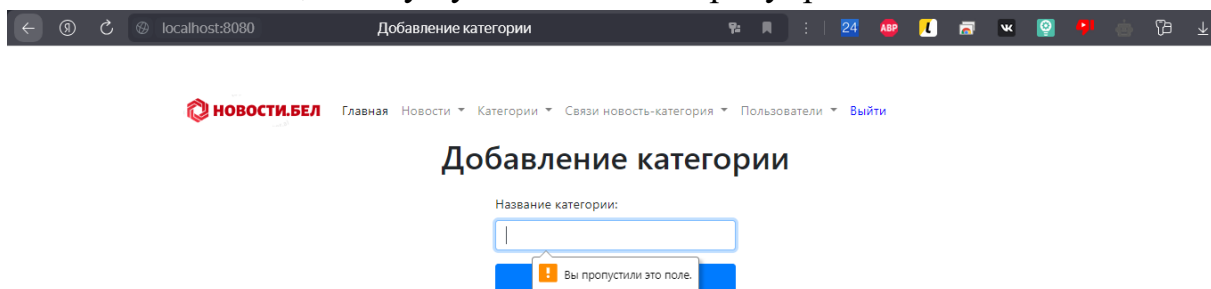 Я localhost:8080 Добавление категории 24 ABP L
НОВОСТИ.БЕЛ Главная Новости Категории Связи новость-категория Пользователи Выйти
Добавление категории
Название категории:
! Вы пропустили это поле.